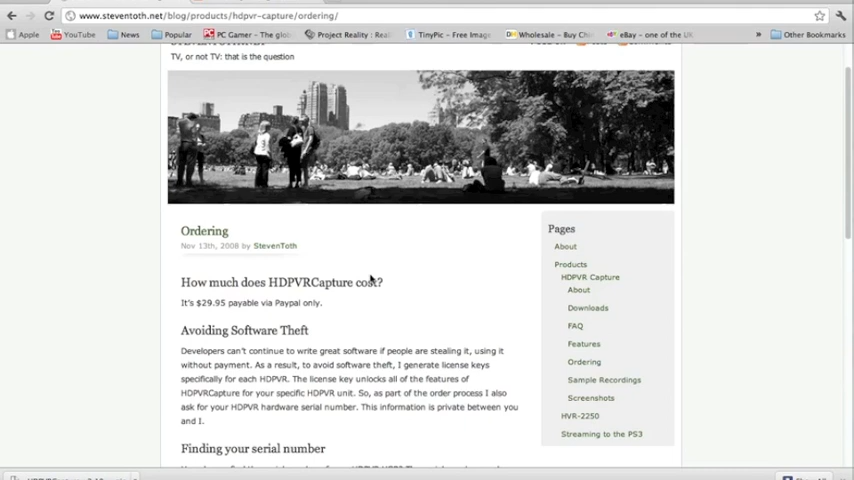 www.steventoth.net/blog/products/hdpvr-capture/ordering/
Apple YouTube News Popular PC Gamer - The glob Project Reality : Real TinyPic - Free Imag Wholesale - Buy Chin eBay - one of the UK » Other Bookmarks
TV, or not TV: that is the question
Ordering
Nov 13th, 2008 by StevenToth
How much does HDPVRCapture cost?
It's $29.95 payable via Paypal only.
Avoiding Software Theft
Developers can't continue to write great software if people are stealing it, using it
without payment. As a result, to avoid software theft, I generate license keys
specifically for each HDPVR. The license key unlocks all of the features of
HDPVRCapture for your specific HDPVR unit. So, as part of the order process I also
ask for your HDPVR hardware serial number. This information is private between you
and I.
Finding your serial number
Pages
About
Products
HDPVR Capture
About
Downloads
FAQ
Features
Ordering
Sample Recordings
Screenshots
HVR-2250
Streaming to the PS3